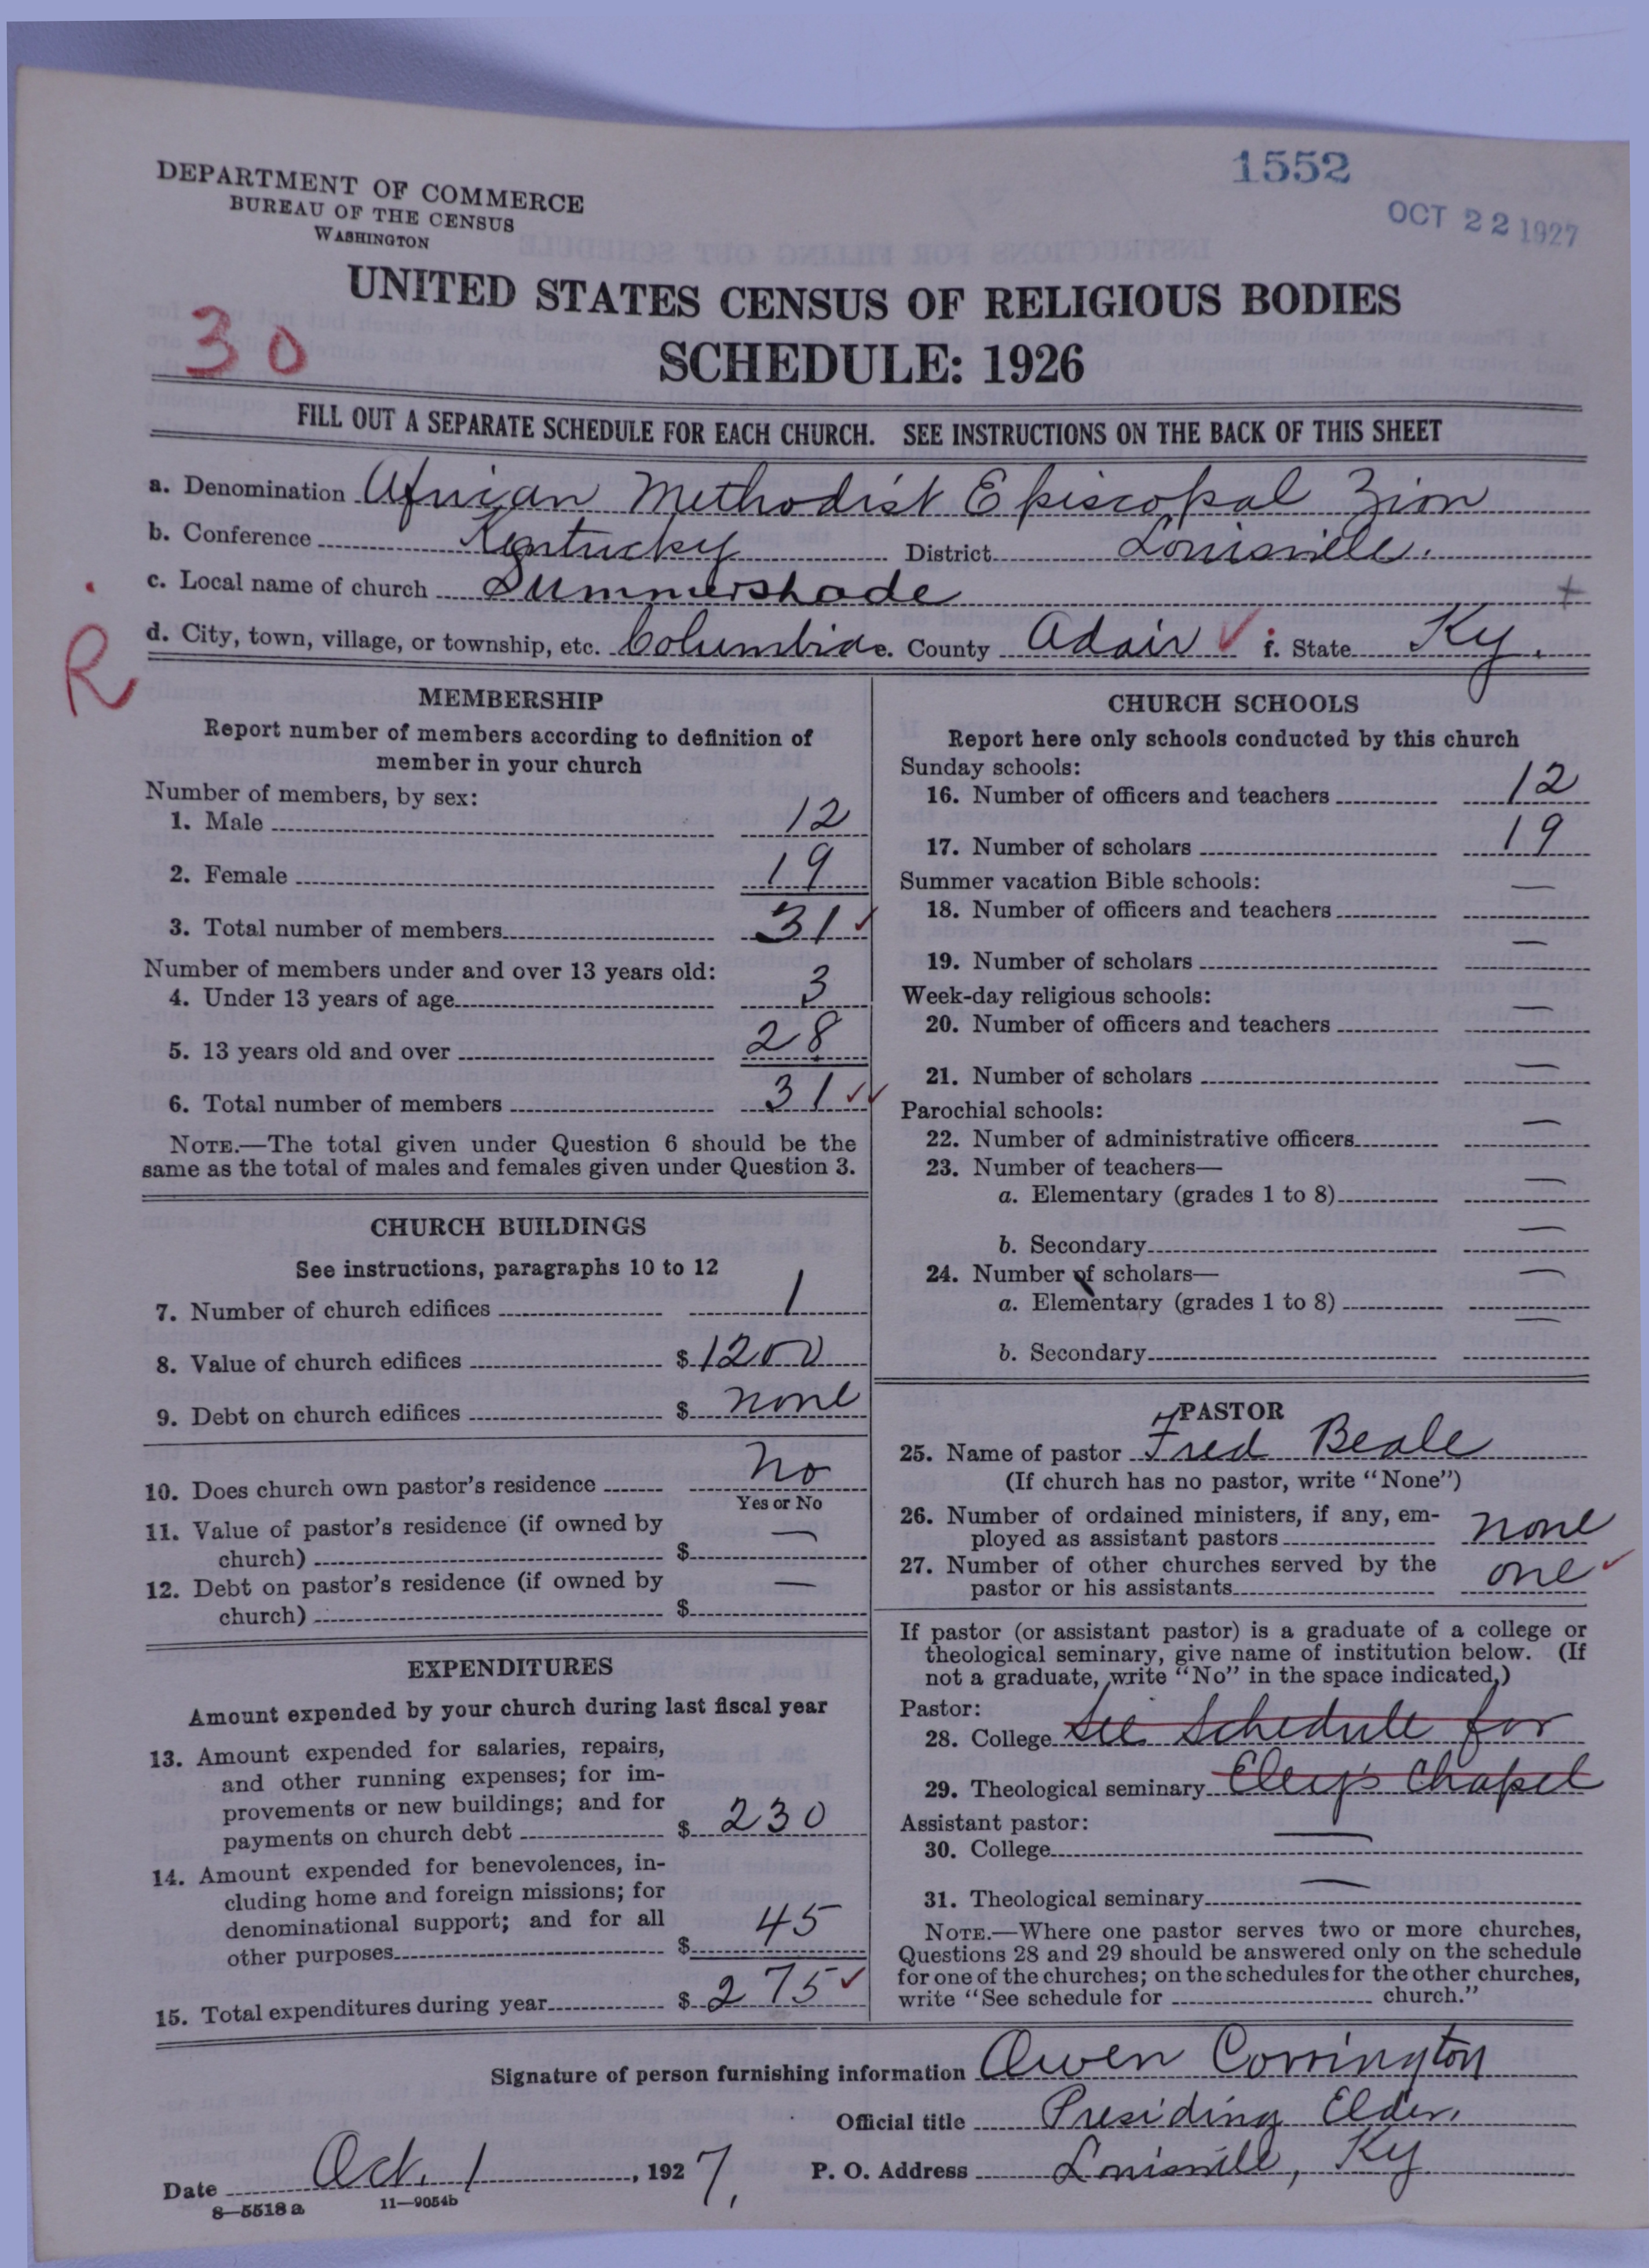 1552
OCT 22 1927
DEPARTMENT OF COMMERCE
BUREAU OF THE CENSUS
WASHINGTON
UNITED STATES CENSUS OF RELIGIOUS BODIES
30
SCHEDULE: 1926
FILL OUT A SEPARATE SCHEDULE FOR EACH CHURCH. SEE INSTRUCTIONS ON THE BACK OF THIS SHEET
a. Denomination African Methodist Episcopal Zion
b. Conference Kentucky District Louisville.
c. Local name of church Summershade +
R
d. City, town, village, or township, etc. Columbia e. County Adair ✓ f. State Ky.
MEMBERSHIP
Report number of members according to definition of
member in your church
Number of members, by sex:
1. Male 12
2. Female 19
3. Total number of members 31 ✓
Number of members under and over 13 years old:
4. Under 13 years of age 3
5. 13 years old and over 28
6. Total number of members 31 ✓✓
NOTE.—The total given under Question 6 should be the
same as the total of males and females given under Question 3.
CHURCH BUILDINGS
See instructions, paragraphs 10 to 12
7. Number of church edifices 1
8. Value of church edifices $ 1200
9. Debt on church edifices $ none
10. Does church own pastor's residence No
Yes or No
11. Value of pastor's residence (if owned by
church) $ —
12. Debt on pastor's residence (if owned by
church) $ —
EXPENDITURES
Amount expended by your church during last fiscal year
13. Amount expended for salaries, repairs,
and other running expenses; for im-
provements or new buildings; and for
payments on church debt $ 230
14. Amount expended for benevolences, in-
cluding home and foreign missions; for
denominational support; and for all
other purposes $ 45
15. Total expenditures during year $ 275 ✓
CHURCH SCHOOLS
Report here only schools conducted by this church
Sunday schools:
16. Number of officers and teachers 12
17. Number of scholars 19
Summer vacation Bible schools:
18. Number of officers and teachers —
19. Number of scholars —
Week-day religious schools:
20. Number of officers and teachers —
21. Number of scholars —
Parochial schools:
22. Number of administrative officers —
23. Number of teachers—
a. Elementary (grades 1 to 8) —
b. Secondary —
24. Number of scholars—
a. Elementary (grades 1 to 8) —
b. Secondary —
PASTOR
25. Name of pastor Fred Beale
(If church has no pastor, write "None")
26. Number of ordained ministers, if any, em-
ployed as assistant pastors none
27. Number of other churches served by the
pastor or his assistants one ✓
If pastor (or assistant pastor) is a graduate of a college or
theological seminary, give name of institution below. (If
not a graduate, write "No" in the space indicated.)
Pastor:
28. College See Schedule for
29. Theological seminary Eley's Chapel
Assistant pastor:
30. College —
31. Theological seminary —
NOTE.—Where one pastor serves two or more churches,
Questions 28 and 29 should be answered only on the schedule
for one of the churches; on the schedules for the other churches,
write "See schedule for ____ church."
Signature of person furnishing information Owen Corrington
Official title Presiding Elder,
Date Oct. 1, 1927. P. O. Address Louisville, Ky
8—5518 a 11—9054b